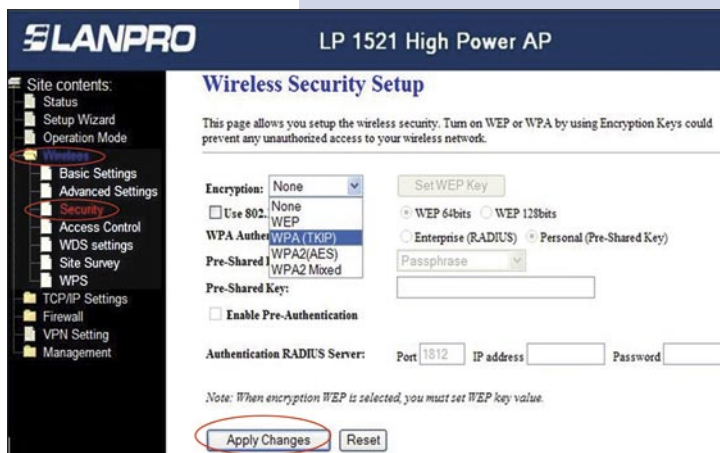 LANPRO
LP 1521 High Power AP
Site contents:
Status
Setup Wizard
Operation Mode
Wireless
Basic Settings
Advanced Settings
Security
Access Control
WDS settings
Site Survey
WPS
TCP/IP Settings
Firewall
VPN Setting
Management
Wireless Security Setup
This page allows you setup the wireless security. Turn on WEP or WPA by using Encryption Keys could
prevent any unauthorized access to your wireless network.
Encryption: None Set WEP Key
None
WEP
WPA (TKIP)
WPA2(AES)
WPA2 Mixed
Use 802. WEP 64bits WEP 128bits
WPA Authe Enterprise (RADIUS) Personal (Pre-Shared Key)
Pre-Shared Passphrase
Pre-Shared Key:
Enable Pre-Authentication
Authentication RADIUS Server: Port 1812 IP address Password
Note: When encryption WEP is selected, you must set WEP key value.
Apply Changes Reset